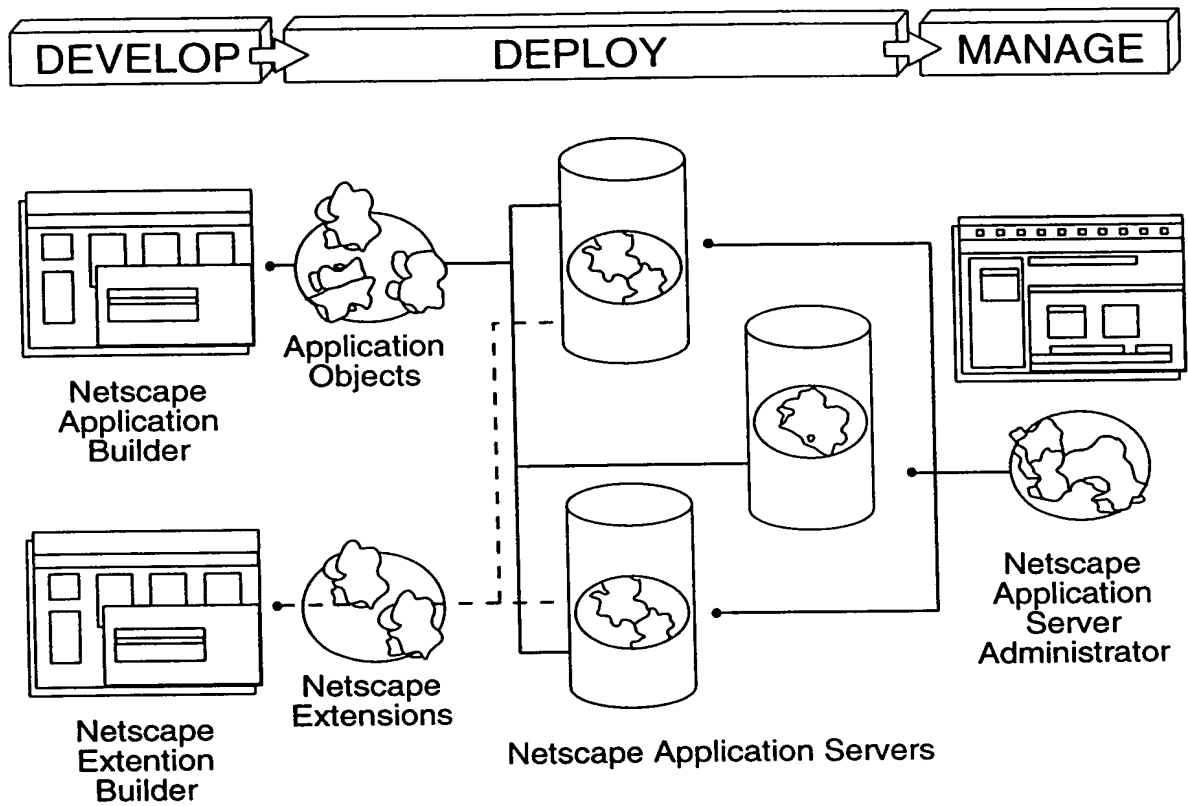 DEVELOP
DEPLOY
MANAGE
Application
Objects
Netscape
Application
Builder
Netscape
Application
Server
Administrator
Netscape
Extensions
Netscape
Extention
Builder
Netscape Application Servers